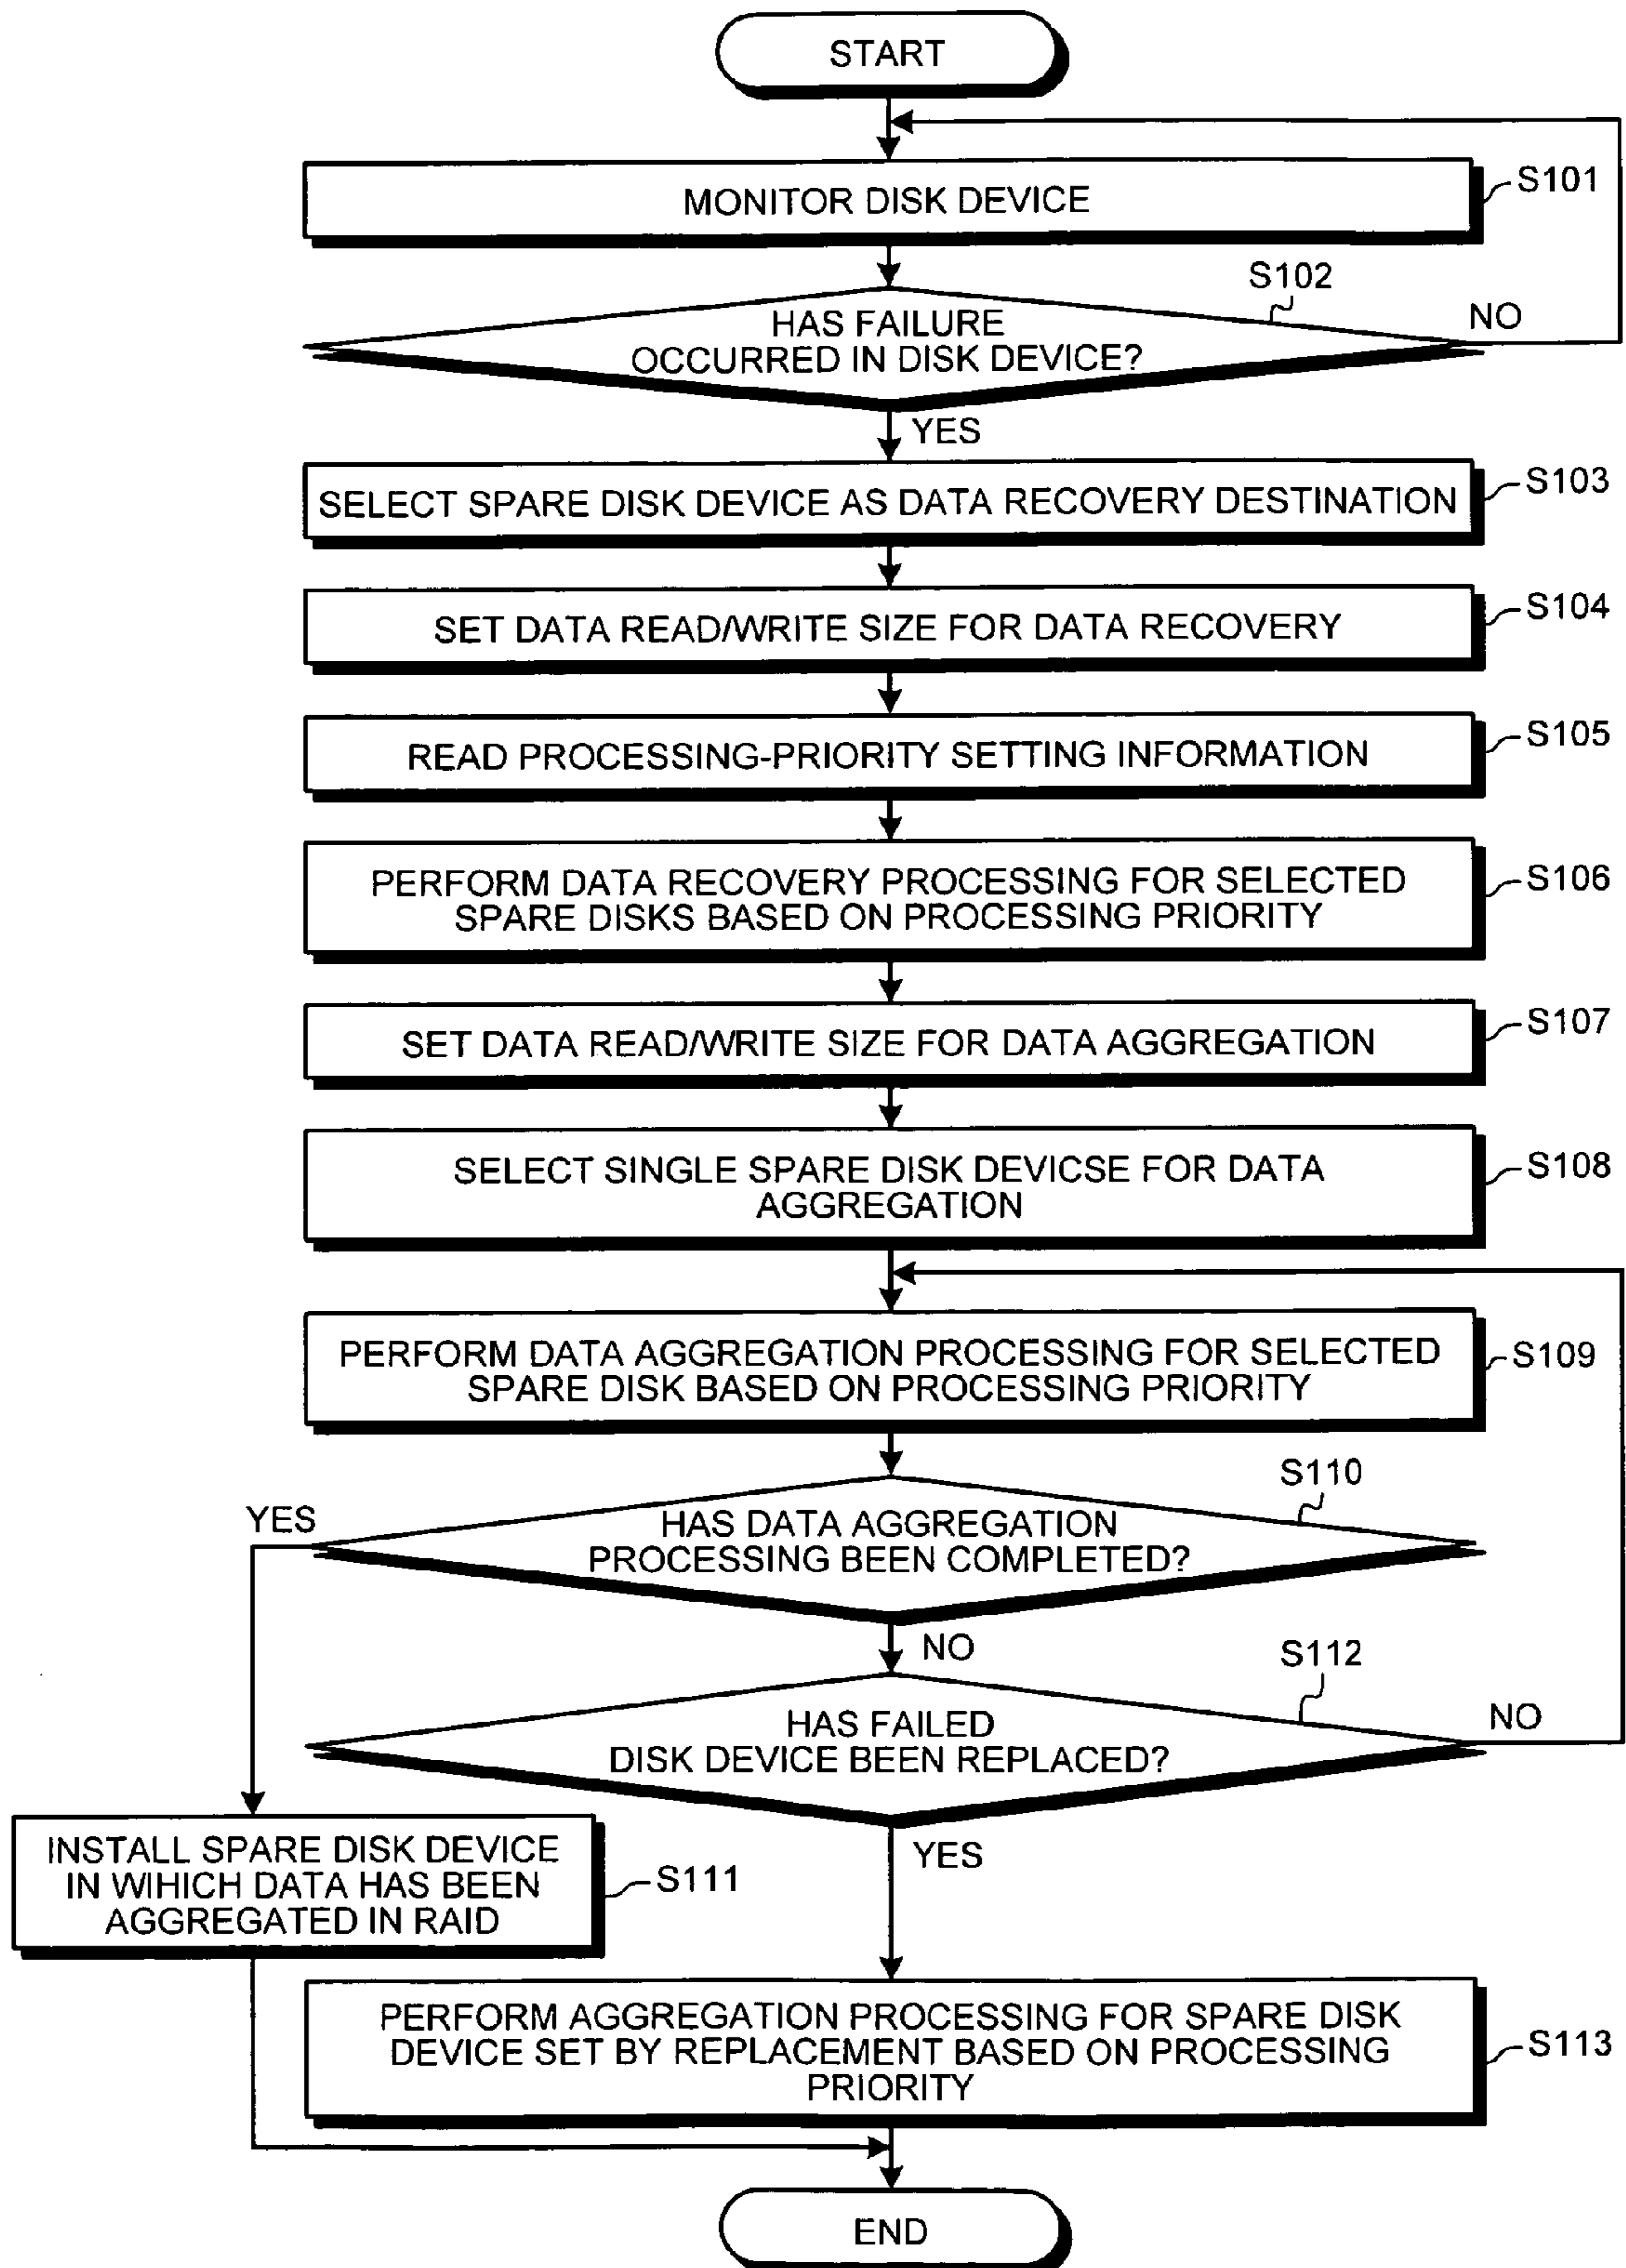 START
MONITOR DISK DEVICE
S101
S102
HAS FAILURE
OCCURRED IN DISK DEVICE?
NO
YES
SELECT SPARE DISK DEVICE AS DATA RECOVERY DESTINATION
S103
SET DATA READ/WRITE SIZE FOR DATA RECOVERY
S104
READ PROCESSING-PRIORITY SETTING INFORMATION
S105
PERFORM DATA RECOVERY PROCESSING FOR SELECTED
SPARE DISKS BASED ON PROCESSING PRIORITY
S106
SET DATA READ/WRITE SIZE FOR DATA AGGREGATION
S107
SELECT SINGLE SPARE DISK DEVICSE FOR DATA
AGGREGATION
S108
PERFORM DATA AGGREGATION PROCESSING FOR SELECTED
SPARE DISK BASED ON PROCESSING PRIORITY
S109
S110
YES
HAS DATA AGGREGATION
PROCESSING BEEN COMPLETED?
NO
S112
HAS FAILED
DISK DEVICE BEEN REPLACED?
NO
YES
INSTALL SPARE DISK DEVICE
IN WIHICH DATA HAS BEEN
AGGREGATED IN RAID
S111
PERFORM AGGREGATION PROCESSING FOR SPARE DISK
DEVICE SET BY REPLACEMENT BASED ON PROCESSING
PRIORITY
S113
END